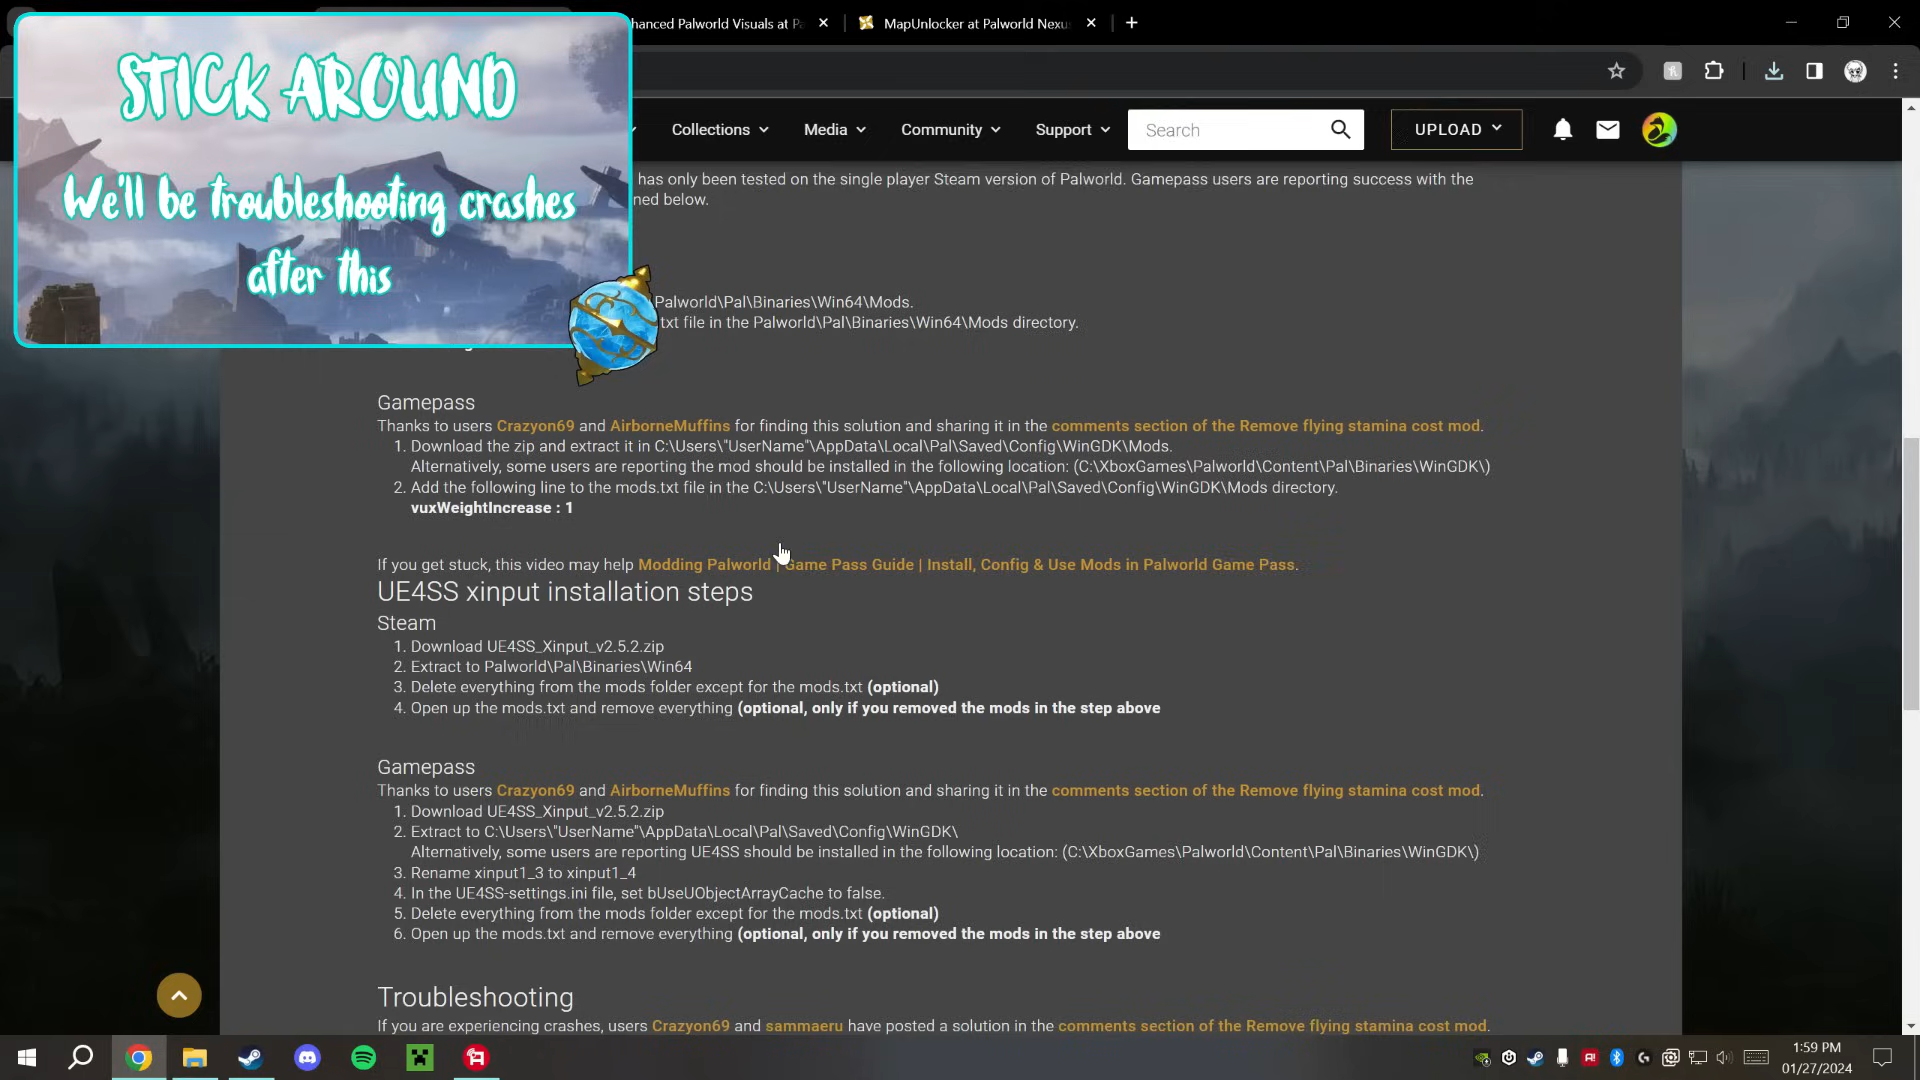 hanced Palworld Visuals at Pa
MapUnlocker at Palworld Nexu
STICK AROUND
We'll be troubleshooting crashes
after this
Collections
Media
Community
Support
Search
UPLOAD
has only been tested on the single player Steam version of Palworld. Gamepass users are reporting success with the
ned below.
Palworld\Pal\Binaries\Win64\Mods.
txt file in the Palworld\Pal\Binaries\Win64\Mods directory.
Gamepass
Thanks to users Crazyon69 and AirborneMuffins for finding this solution and sharing it in the comments section of the Remove flying stamina cost mod.
1. Download the zip and extract it in C:\Users\"UserName"\AppData\Local\Pal\Saved\Config\WinGDK\Mods.
Alternatively, some users are reporting the mod should be installed in the following location: (C:\XboxGames\Palworld\Content\Pal\Binaries\WinGDK\)
2. Add the following line to the mods.txt file in the C:\Users\"UserName"\AppData\Local\Pal\Saved\Config\WinGDK\Mods directory.
vuxWeightIncrease : 1
If you get stuck, this video may help Modding Palworld | Game Pass Guide | Install, Config & Use Mods in Palworld Game Pass.
UE4SS xinput installation steps
Steam
1. Download UE4SS_Xinput_v2.5.2.zip
2. Extract to Palworld\Pal\Binaries\Win64
3. Delete everything from the mods folder except for the mods.txt (optional)
4. Open up the mods.txt and remove everything (optional, only if you removed the mods in the step above
Gamepass
Thanks to users Crazyon69 and AirborneMuffins for finding this solution and sharing it in the comments section of the Remove flying stamina cost mod.
1. Download UE4SS_Xinput_v2.5.2.zip
2. Extract to C:\Users\"UserName"\AppData\Local\Pal\Saved\Config\WinGDK\
Alternatively, some users are reporting UE4SS should be installed in the following location: (C:\XboxGames\Palworld\Content\Pal\Binaries\WinGDK\)
3. Rename xinput1_3 to xinput1_4
4. In the UE4SS-settings.ini file, set bUseUObjectArrayCache to false.
5. Delete everything from the mods folder except for the mods.txt (optional)
6. Open up the mods.txt and remove everything (optional, only if you removed the mods in the step above
Troubleshooting
If you are experiencing crashes, users Crazyon69 and sammaeru have posted a solution in the comments section of the Remove flying stamina cost mod.
1:59 PM
01/27/2024